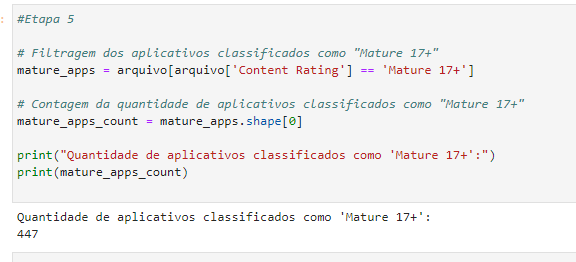 #Etapa 5
# Filtragem dos aplicativos classificados como "Mature 17+"
mature_apps = arquivo[arquivo['Content Rating'] == 'Mature 17+']
# Contagem da quantidade de aplicativos classificados como "Mature 17+"
mature_apps_count = mature_apps.shape[0]
print("Quantidade de aplicativos classificados como 'Mature 17+':")
print(mature_apps_count)
Quantidade de aplicativos classificados como 'Mature 17+':
447